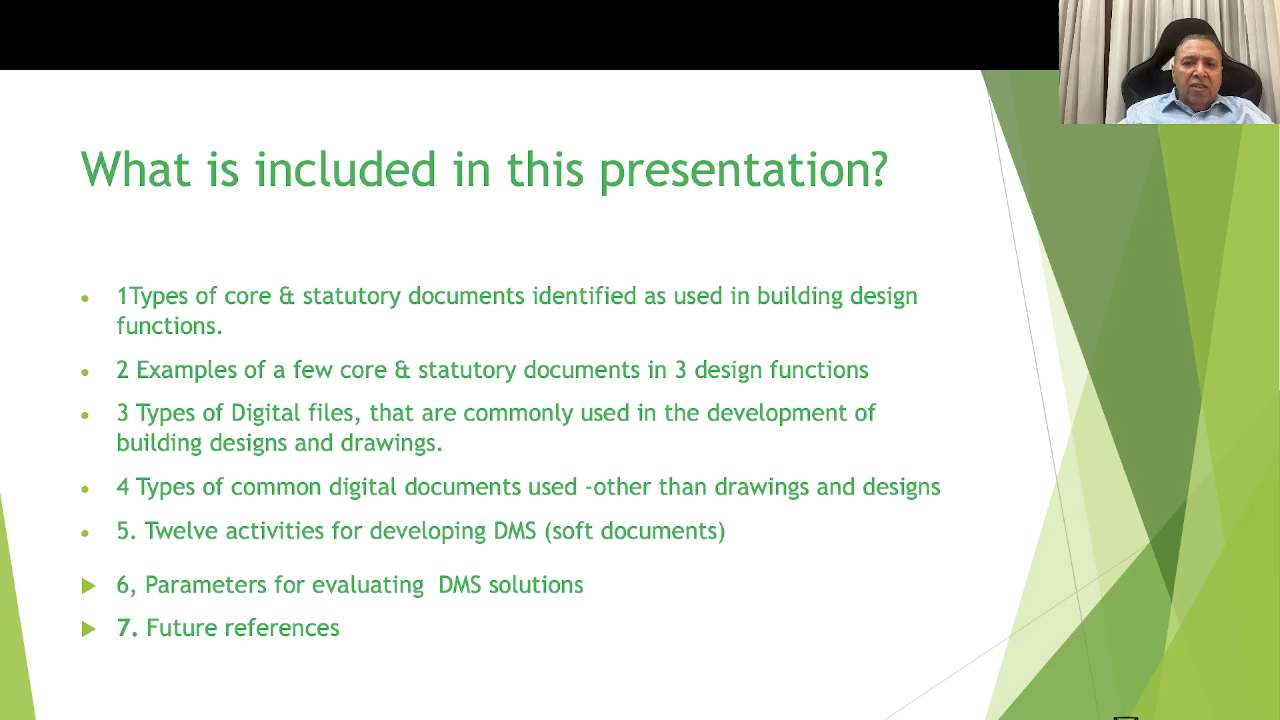 What is included in this presentation?
1Types of core & statutory documents identified as used in building design
functions.
2 Examples of a few core & statutory documents in 3 design functions
3 Types of Digital files, that are commonly used in the development of
building designs and drawings.
4 Types of common digital documents used -other than drawings and designs
5. Twelve activities for developing DMS (soft documents)
6, Parameters for evaluating  DMS solutions
7. Future references